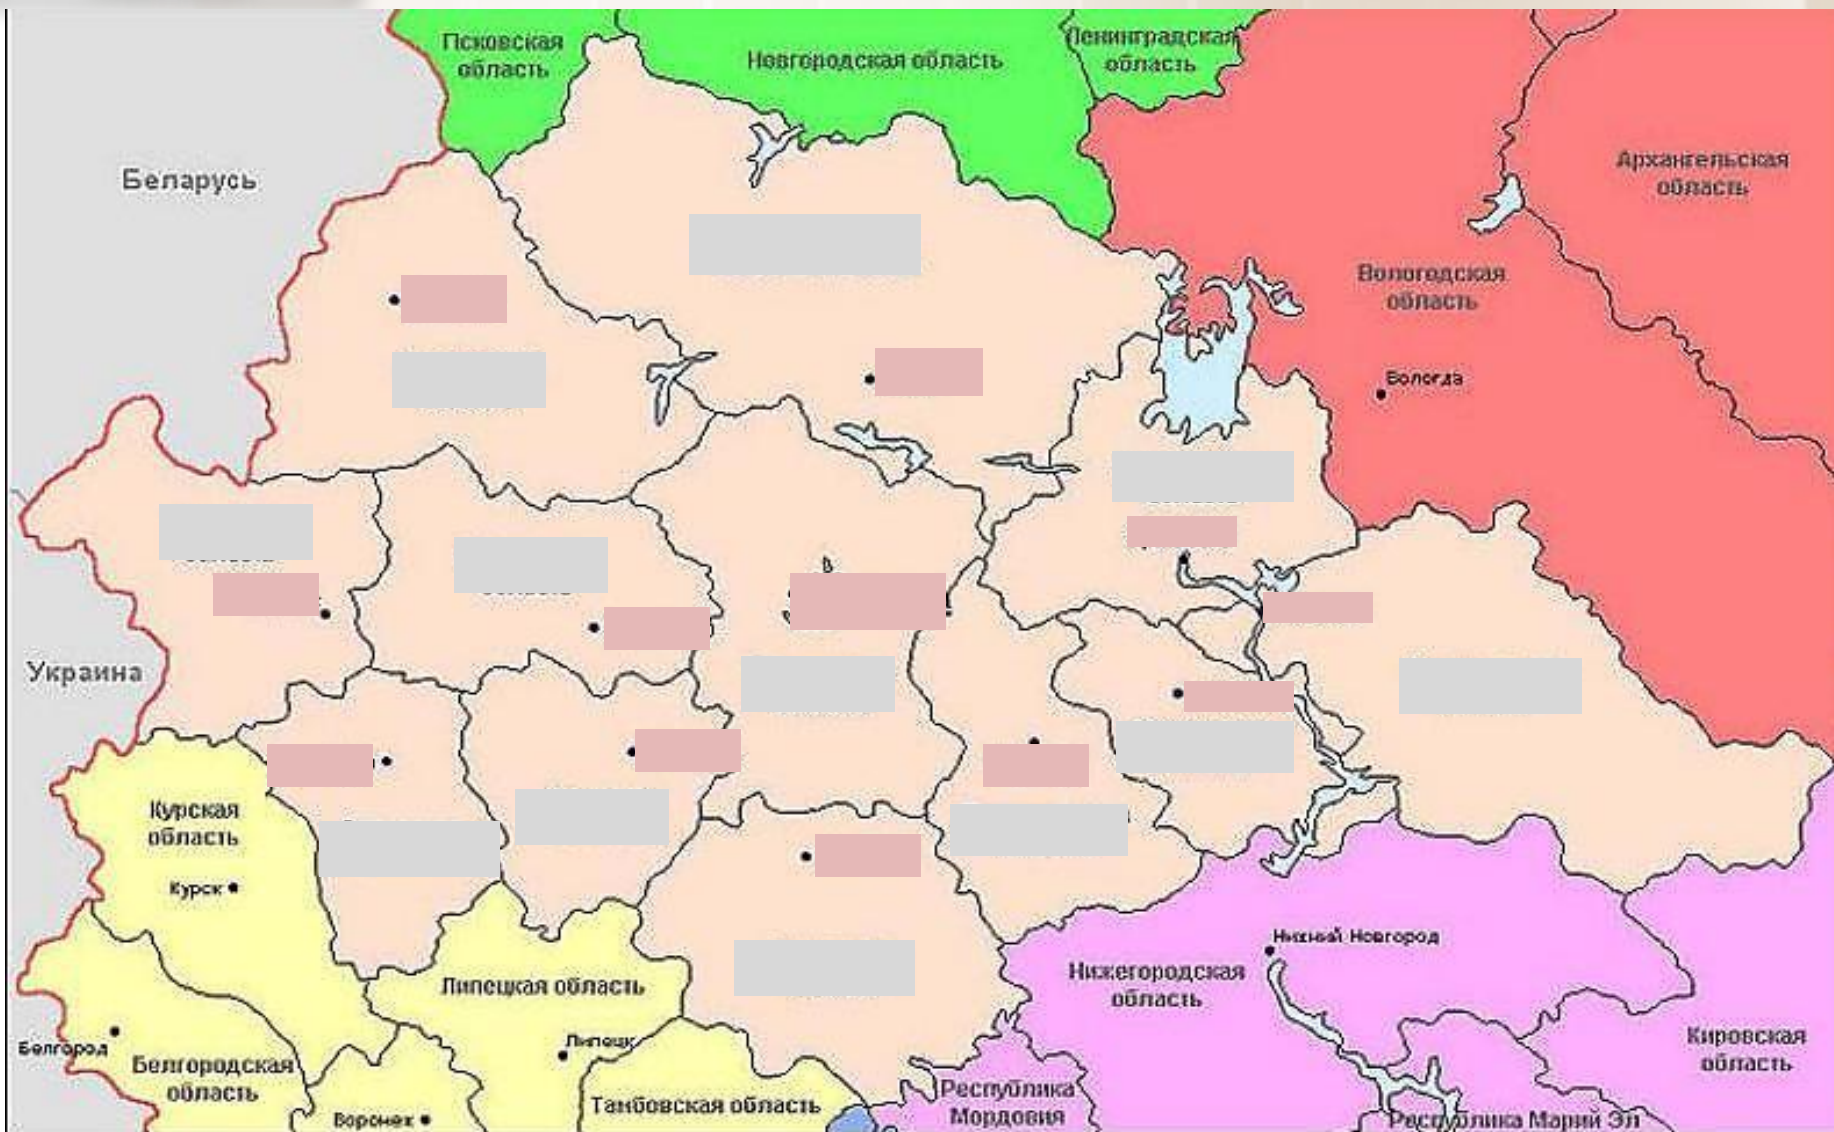 Псковская
область
Новгородская область
Ленинградская
область
Беларусь
Архангельская
область
Вологодская
область
Вологда
Украина
Курская
область
Курск
Нижний Новгород
Нижегородская
область
Липецкая область
Белгород
Липецк
Белгородская
область
Кировская
область
Тамбовская область
Республика
Мордовия
Воронеж
Республика Марий Эл